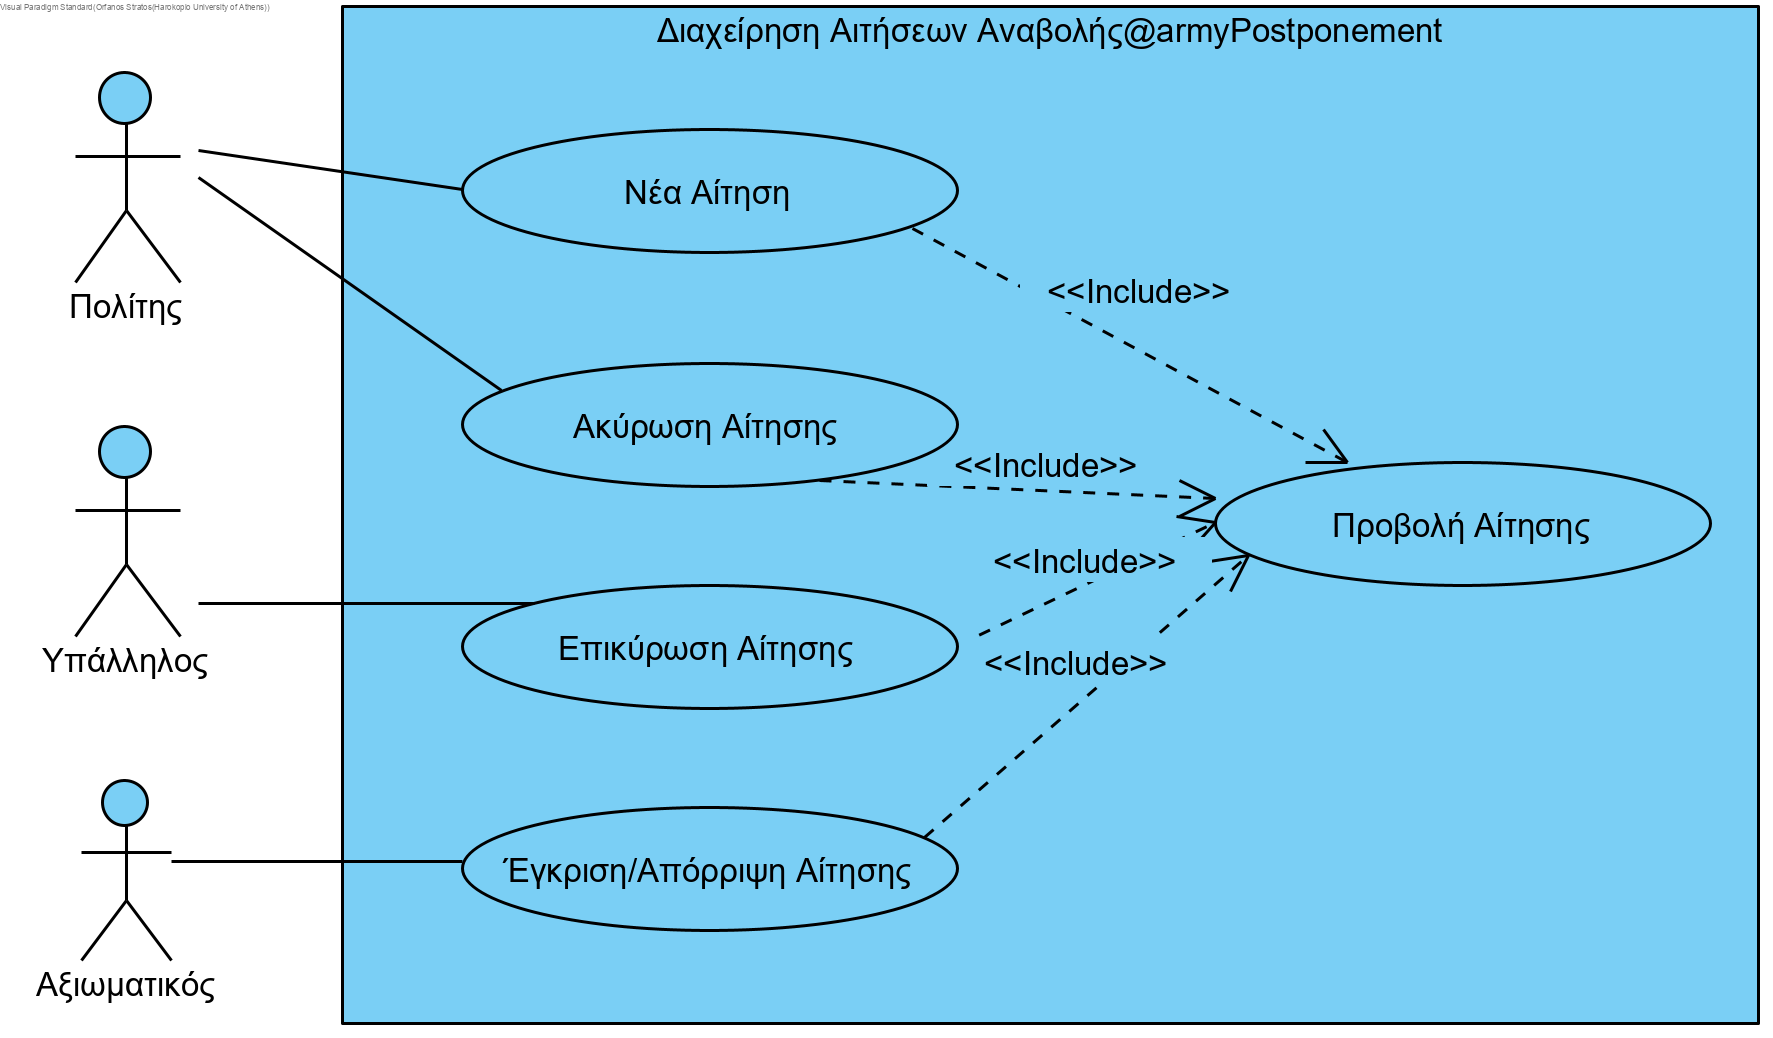 Visual Paradigm Standard(Orfanos Stratos(Harokopio University of Athens))
Διαχείρηση Αιτήσεων Αναβολής@armyPostponement
Νέα Αίτηση
<<Include>>
Πολίτης
Ακύρωση Αίτησης
<<Include>>
Προβολή Αίτησης
<<Include>>
Επικύρωση Αίτησης
Υπάλληλος
<<Include>>
Έγκριση/Απόρριψη Αίτησης
Αξιωματικός